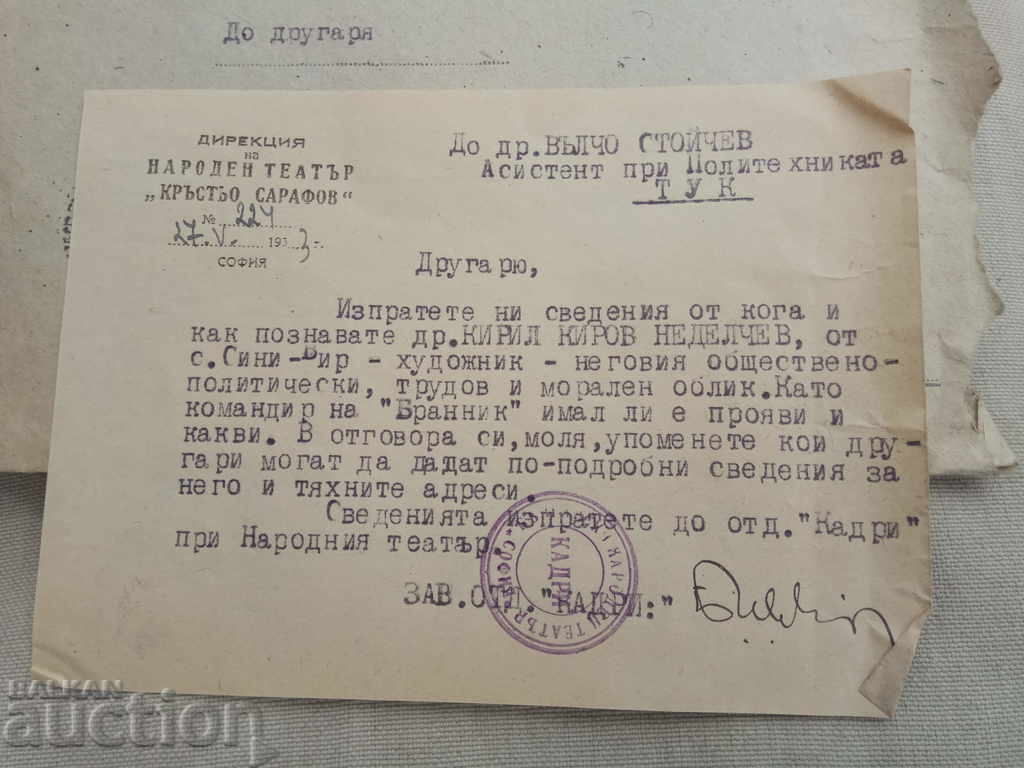 До другаря
ДИРЕКЦИЯ
на
НАРОДЕН ТЕАТЪР
„КРЪСТЬО САРАФОВ“
№ 224
27.V. 1953
СОФИЯ
До др.ВЪЛЧО СТОЙЧЕВ
Асистент при Политехниката
ТУК
Другарю,
Изпратете ни сведения от кога и
как познавате др.КИРИЛ КИРОВ НЕДЕЛЧЕВ, от
с.Сини-Вир - художник - неговия обществено-
политически, трудов и морален облик.Като
командир на "Бранник" имал ли е прояви и
какви. В отговора си,моля,упоменете кои дру-
гари могат да дадат по-подробни сведения за
него и тяхните адреси.
Сведенията изпратете до отд."Кадри"
при Народния театър.
ЗАВ.ОТД."КАДРИ:"
КАДРИ
НАРОДНИ ТЕАТЪР СОФИЯ
BALKAN
auction